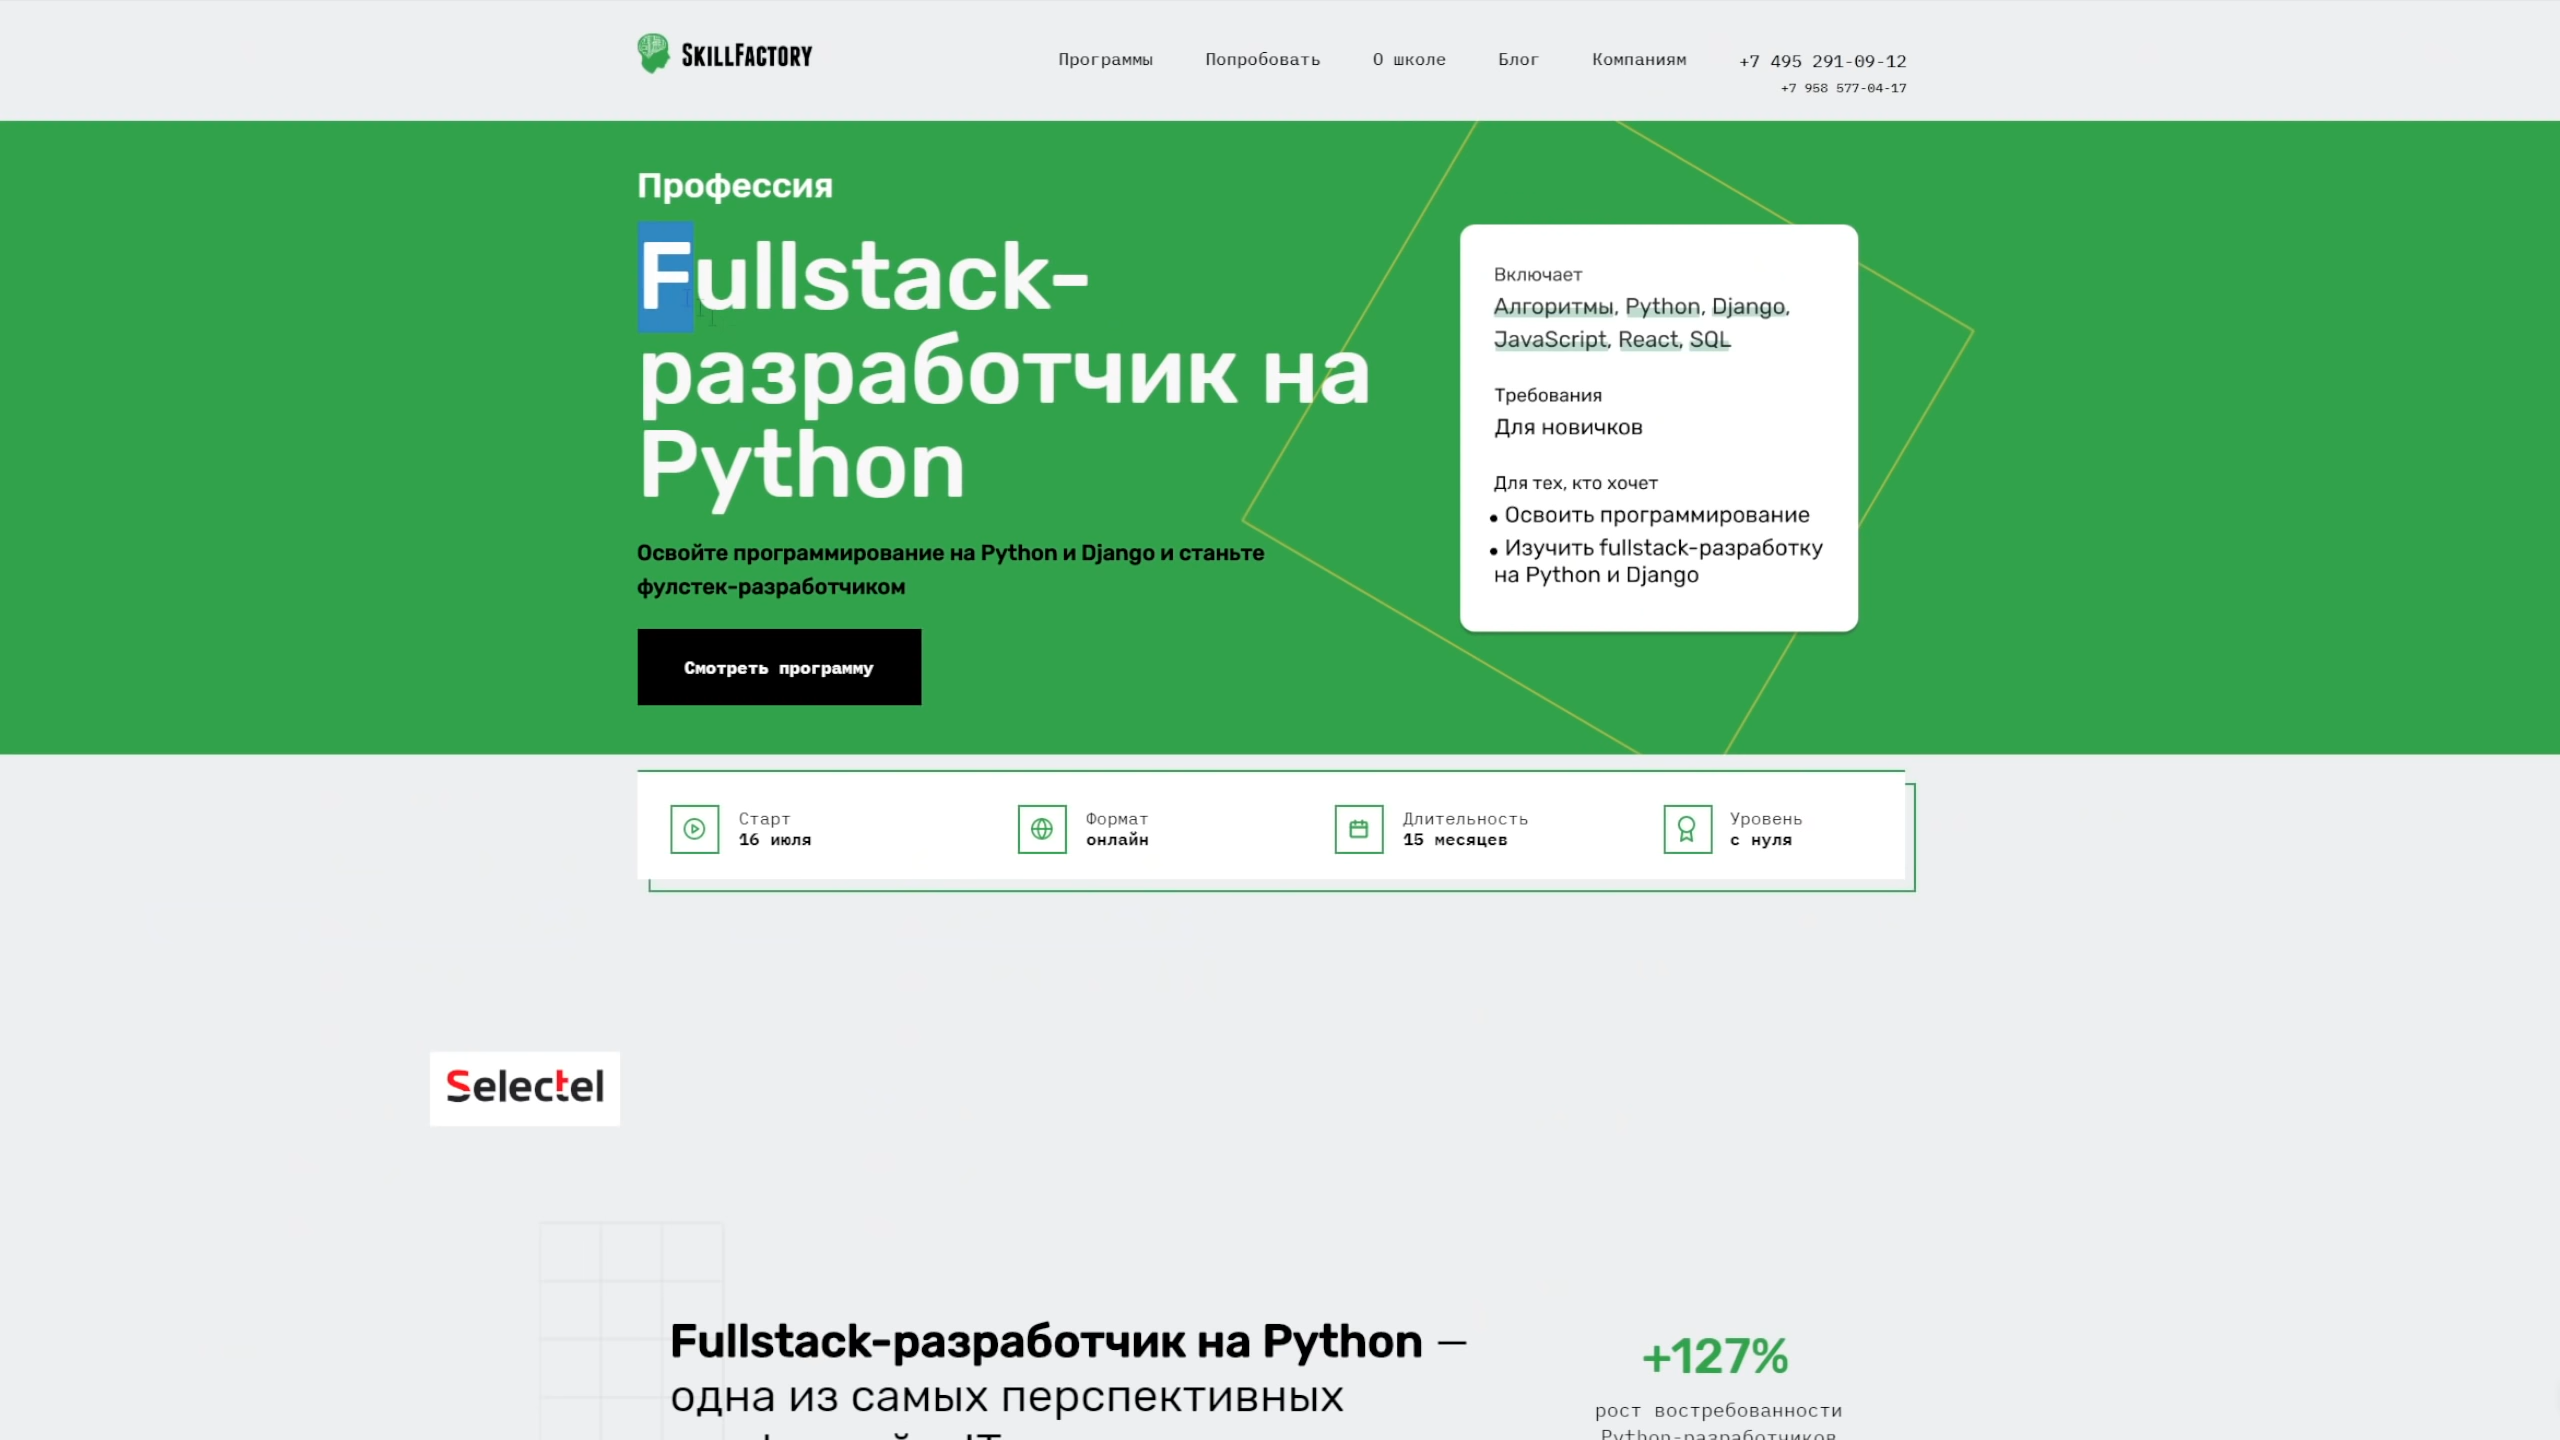 SKILLFACTORY
Программы
Попробовать
О школе
Блог
Компаниям
+7 495 291-09-12
+7 958 577-04-17
Профессия
Fullstack-
разработчик на
Python
Освойте программирование на Python и Django и станьте
фулстек-разработчиком
Смотреть программу
Включает
Алгоритмы, Python, Django,
JavaScript, React, SQL
Требования
Для новичков
Для тех, кто хочет
• Освоить программирование
• Изучить fullstack-разработку
на Python и Django
Старт
16 июля
Формат
онлайн
Длительность
15 месяцев
Уровень
с нуля
Selectel
Fullstack-разработчик на Python —
одна из самых перспективных
+127%
рост востребованности
Python-разработчиков